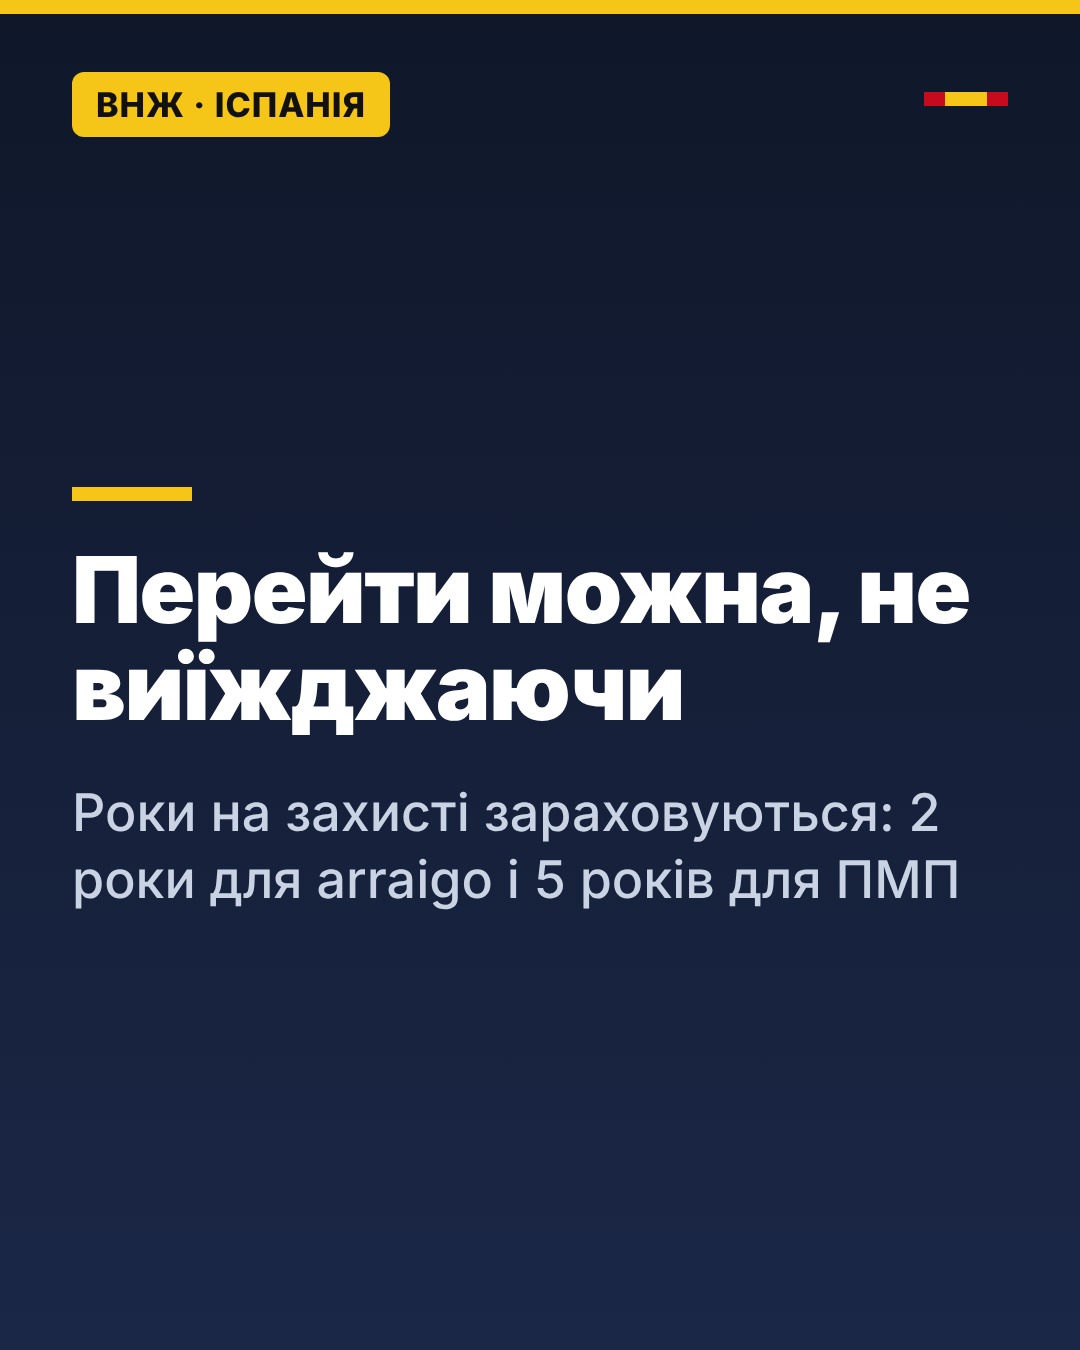 ВНЖ · ІСПАНІЯ
Перейти можна, не
виїжджаючи
Роки на захисті зараховуються: 2
роки для arraigo і 5 років для ПМП